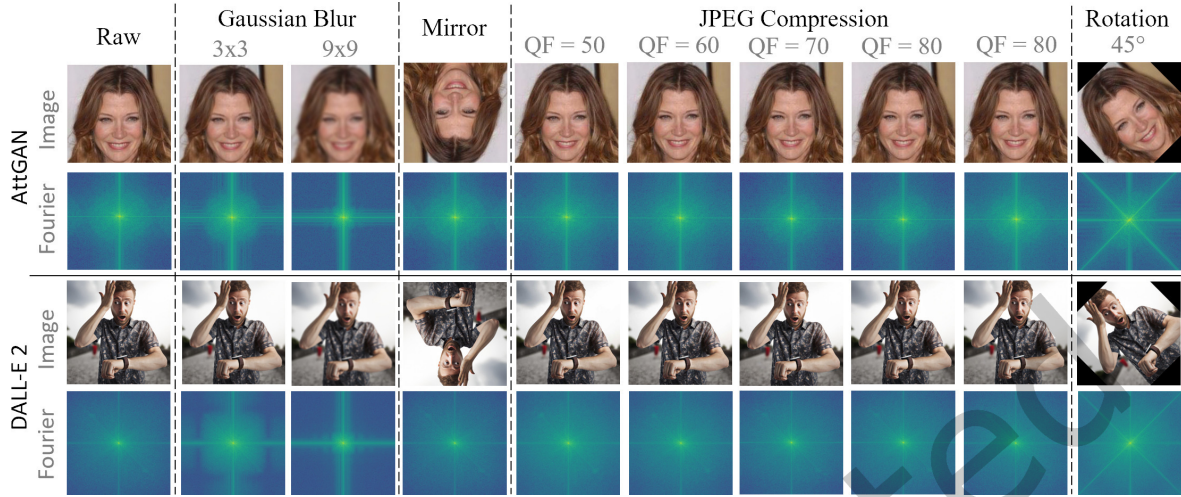 Raw
Gaussian Blur
3x3 9x9
Mirror
JPEG Compression
QF = 50 QF = 60 QF = 70 QF = 80 QF = 80
Rotation
45°
AttGAN
Image
Fourier
DALL-E 2
Image
Fourier